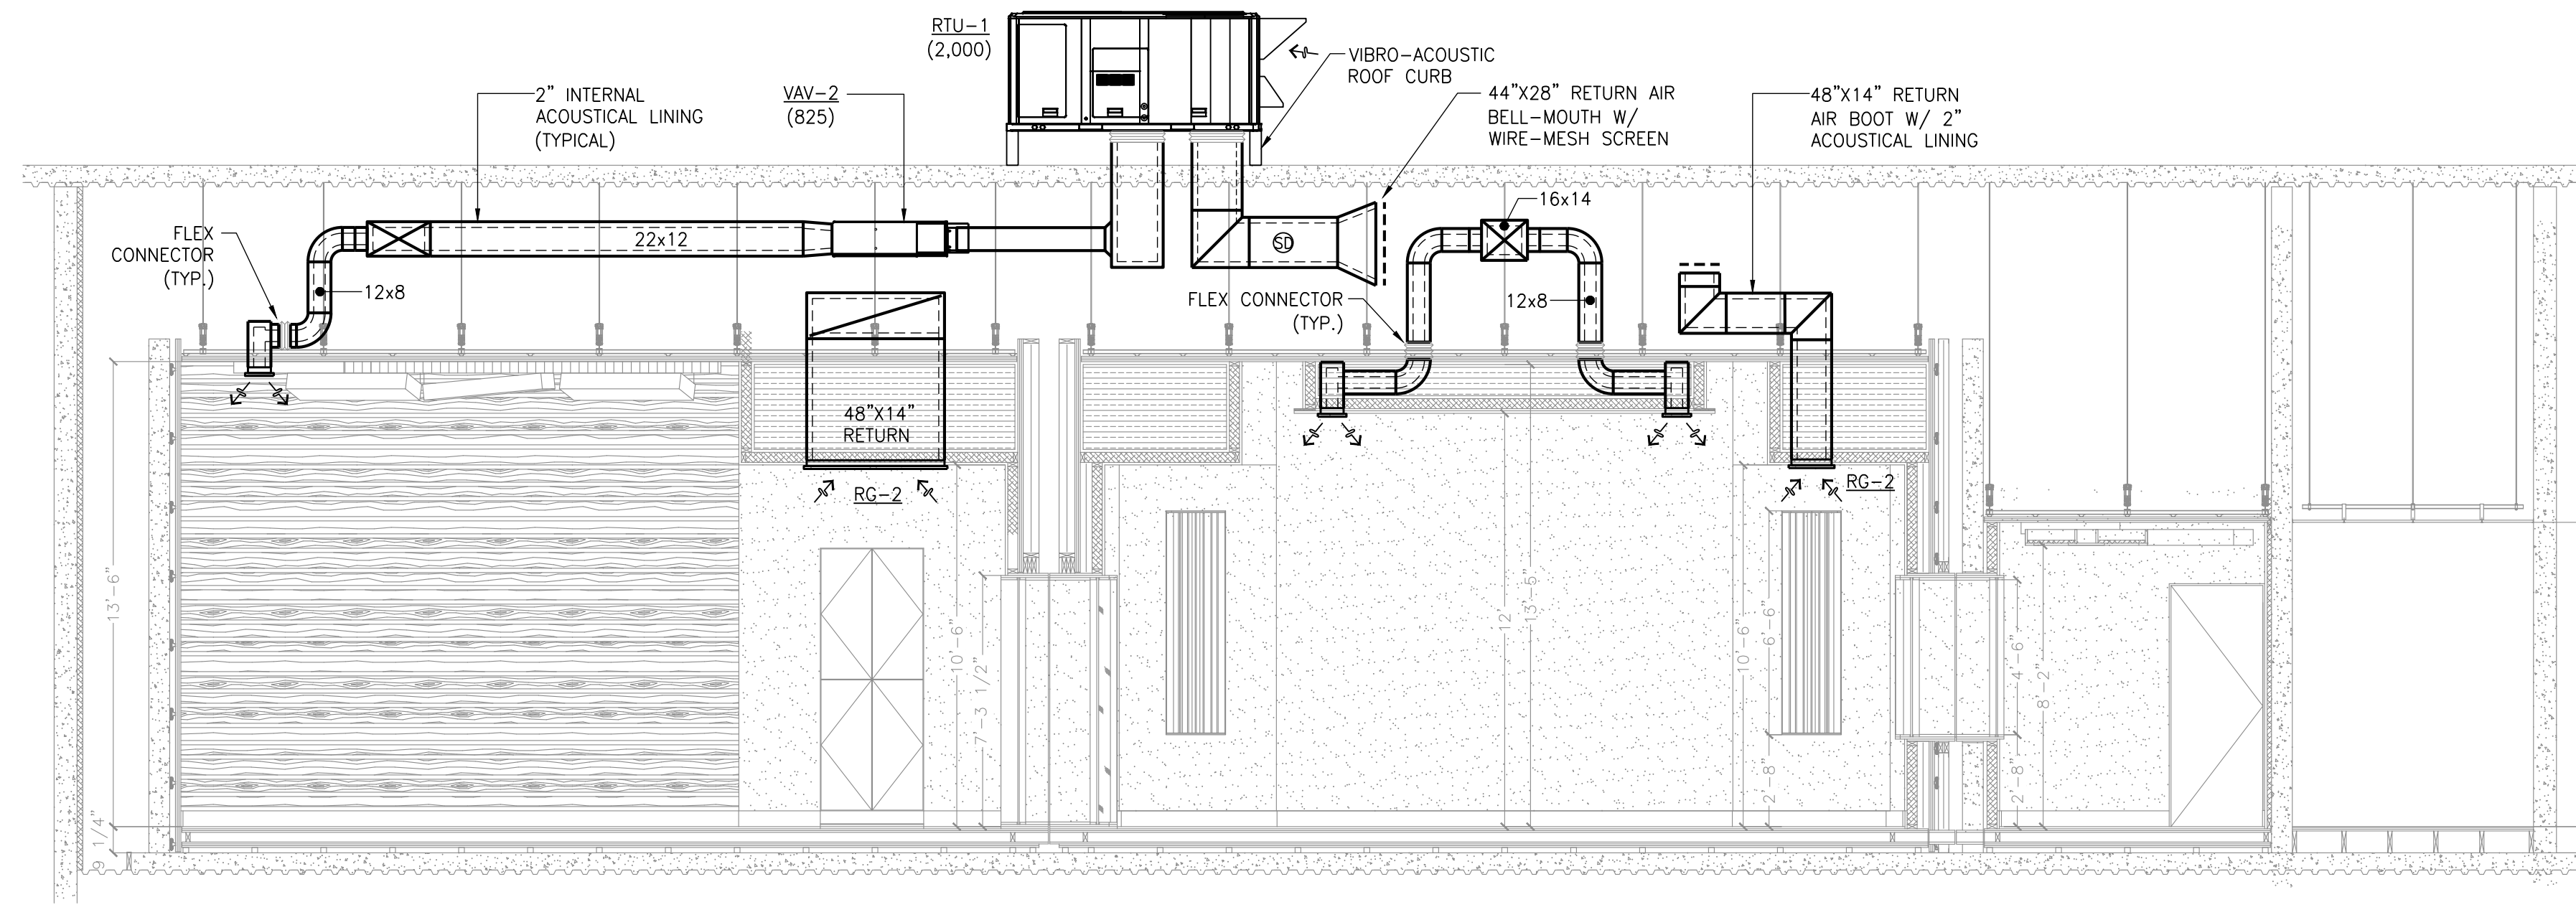 RTU-1
(2,000)
VIBRO-ACOUSTIC
ROOF CURB
2" INTERNAL
ACOUSTICAL LINING
(TYPICAL)
VAV-2
(825)
44"X28" RETURN AIR
BELL-MOUTH W/
WIRE-MESH SCREEN
48"X14" RETURN
AIR BOOT W/ 2"
ACOUSTICAL LINING
FLEX
CONNECTOR
(TYP.)
22x12
SD
16x14
12x8
FLEX CONNECTOR
(TYP.)
12x8
48"X14"
RETURN
RG-2
RG-2
13'-6"
9 1/4"
10'-6"
7'-3 1/2"
12'
13'-5"
10'-6"
6'-6"
2'-8"
4'-6"
2'-8"
8'-2"